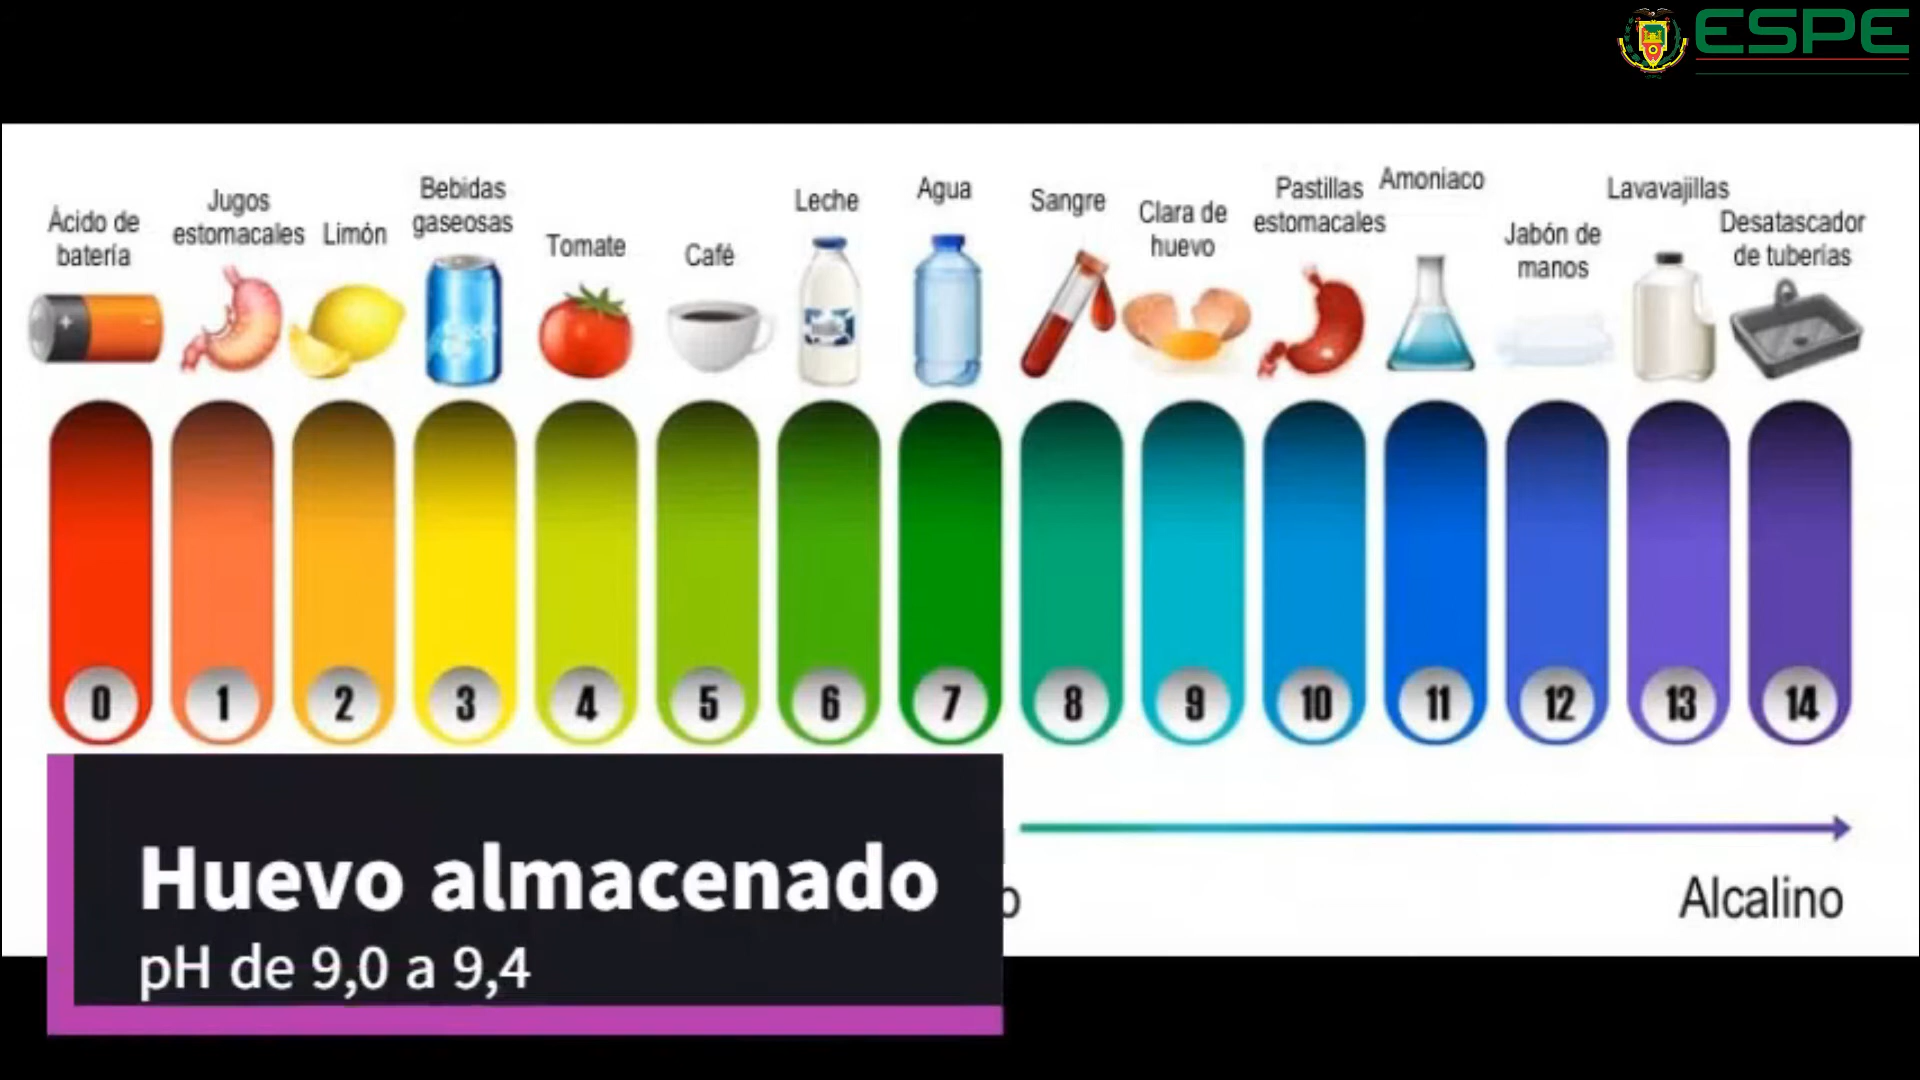 ESPE
Ácido de
batería
Jugos
estomacales
Limón
Bebidas
gaseosas
Tomate
Café
Leche
Agua
Sangre
Clara de
huevo
Pastillas
estomacales
Amoniaco
Jabón de
manos
Lavavajillas
Desatascador
de tuberías
0 1 2 3 4 5 6 7 8 9 10 11 12 13 14
Alcalino
Huevo almacenado
pH de 9,0 a 9,4